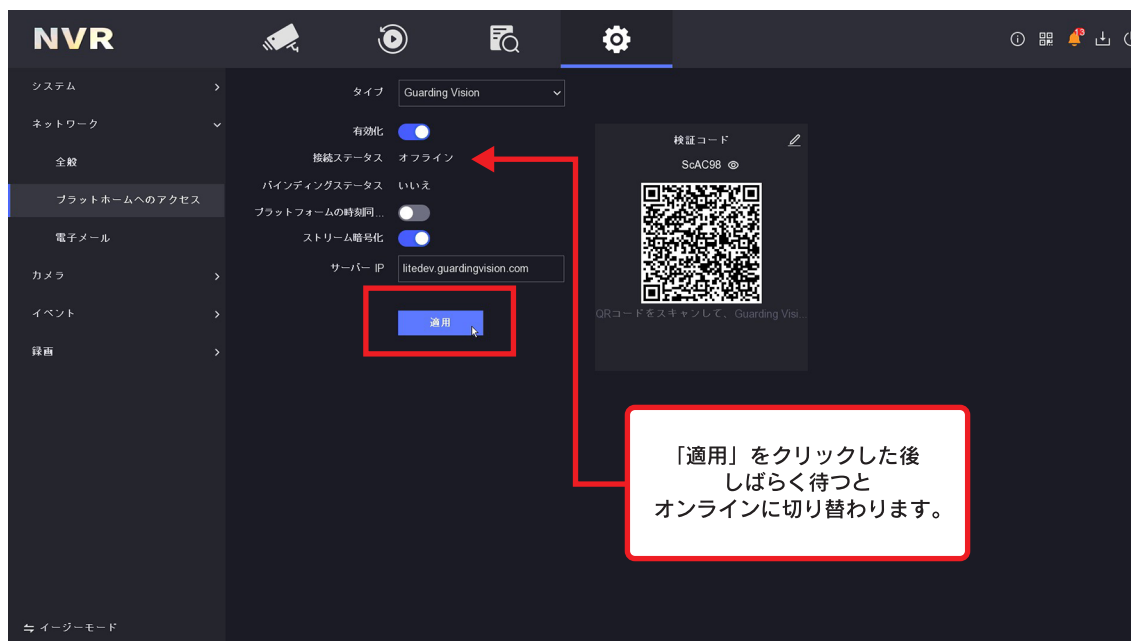 NVR
13
システム
ネットワーク
全般
プラットホームへのアクセス
電子メール
カメラ
イベント
録画
イージーモード
タイプ Guarding Vision
有効化
接続ステータス オフライン
バインディングステータス いいえ
プラットフォームの時刻同...
ストリーム暗号化
サーバー IP litedev.guardingvision.com
適用
検証コード
ScAC98
QRコードをスキャンして、Guarding Visi...
「適用」をクリックした後
しばらく待つと
オンラインに切り替わります。